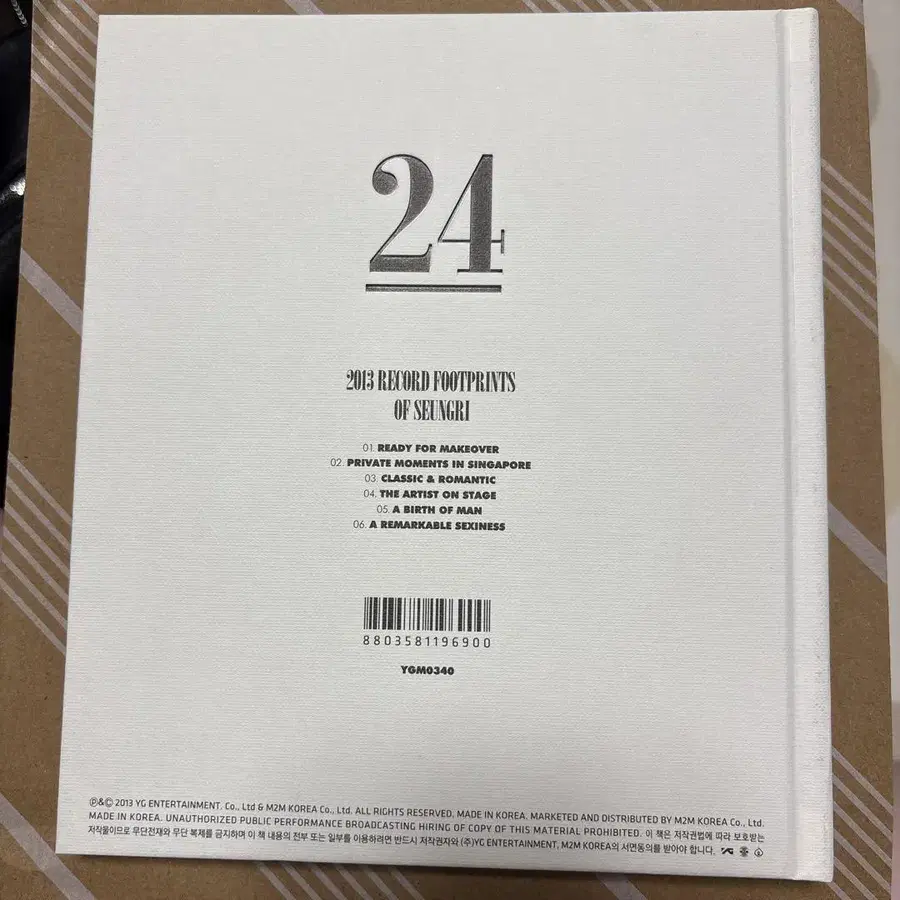 24
2013 RECORD FOOTPRINTS
OF SEUNGRI
01. READY FOR MAKEOVER
02. PRIVATE MOMENTS IN SINGAPORE
03. CLASSIC & ROMANTIC
04. THE ARTIST ON STAGE
05. A BIRTH OF MAN
06. A REMARKABLE SEXINESS
8803581196900
YGM0340
℗&© 2013 YG ENTERTAINMENT. Co., Ltd & M2M KOREA Co., Ltd. ALL RIGHTS RESERVED. MADE IN KOREA. MARKETED AND DISTRIBUTED BY M2M KOREA Co., Ltd.
MADE IN KOREA. UNAUTHORIZED PUBLIC PERFORMANCE BROADCASTING HIRING OF COPY OF THIS MATERIAL PROHIBITED. 이 책은 저작권법에 따라 보호받는
저작물이므로 무단전재와 무단 복제를 금지하며 이 책 내용의 전부 또는 일부를 이용하려면 반드시 저작권자와 (주)YG ENTERTAINMENT, M2M KOREA의 서면동의를 받아야 합니다.